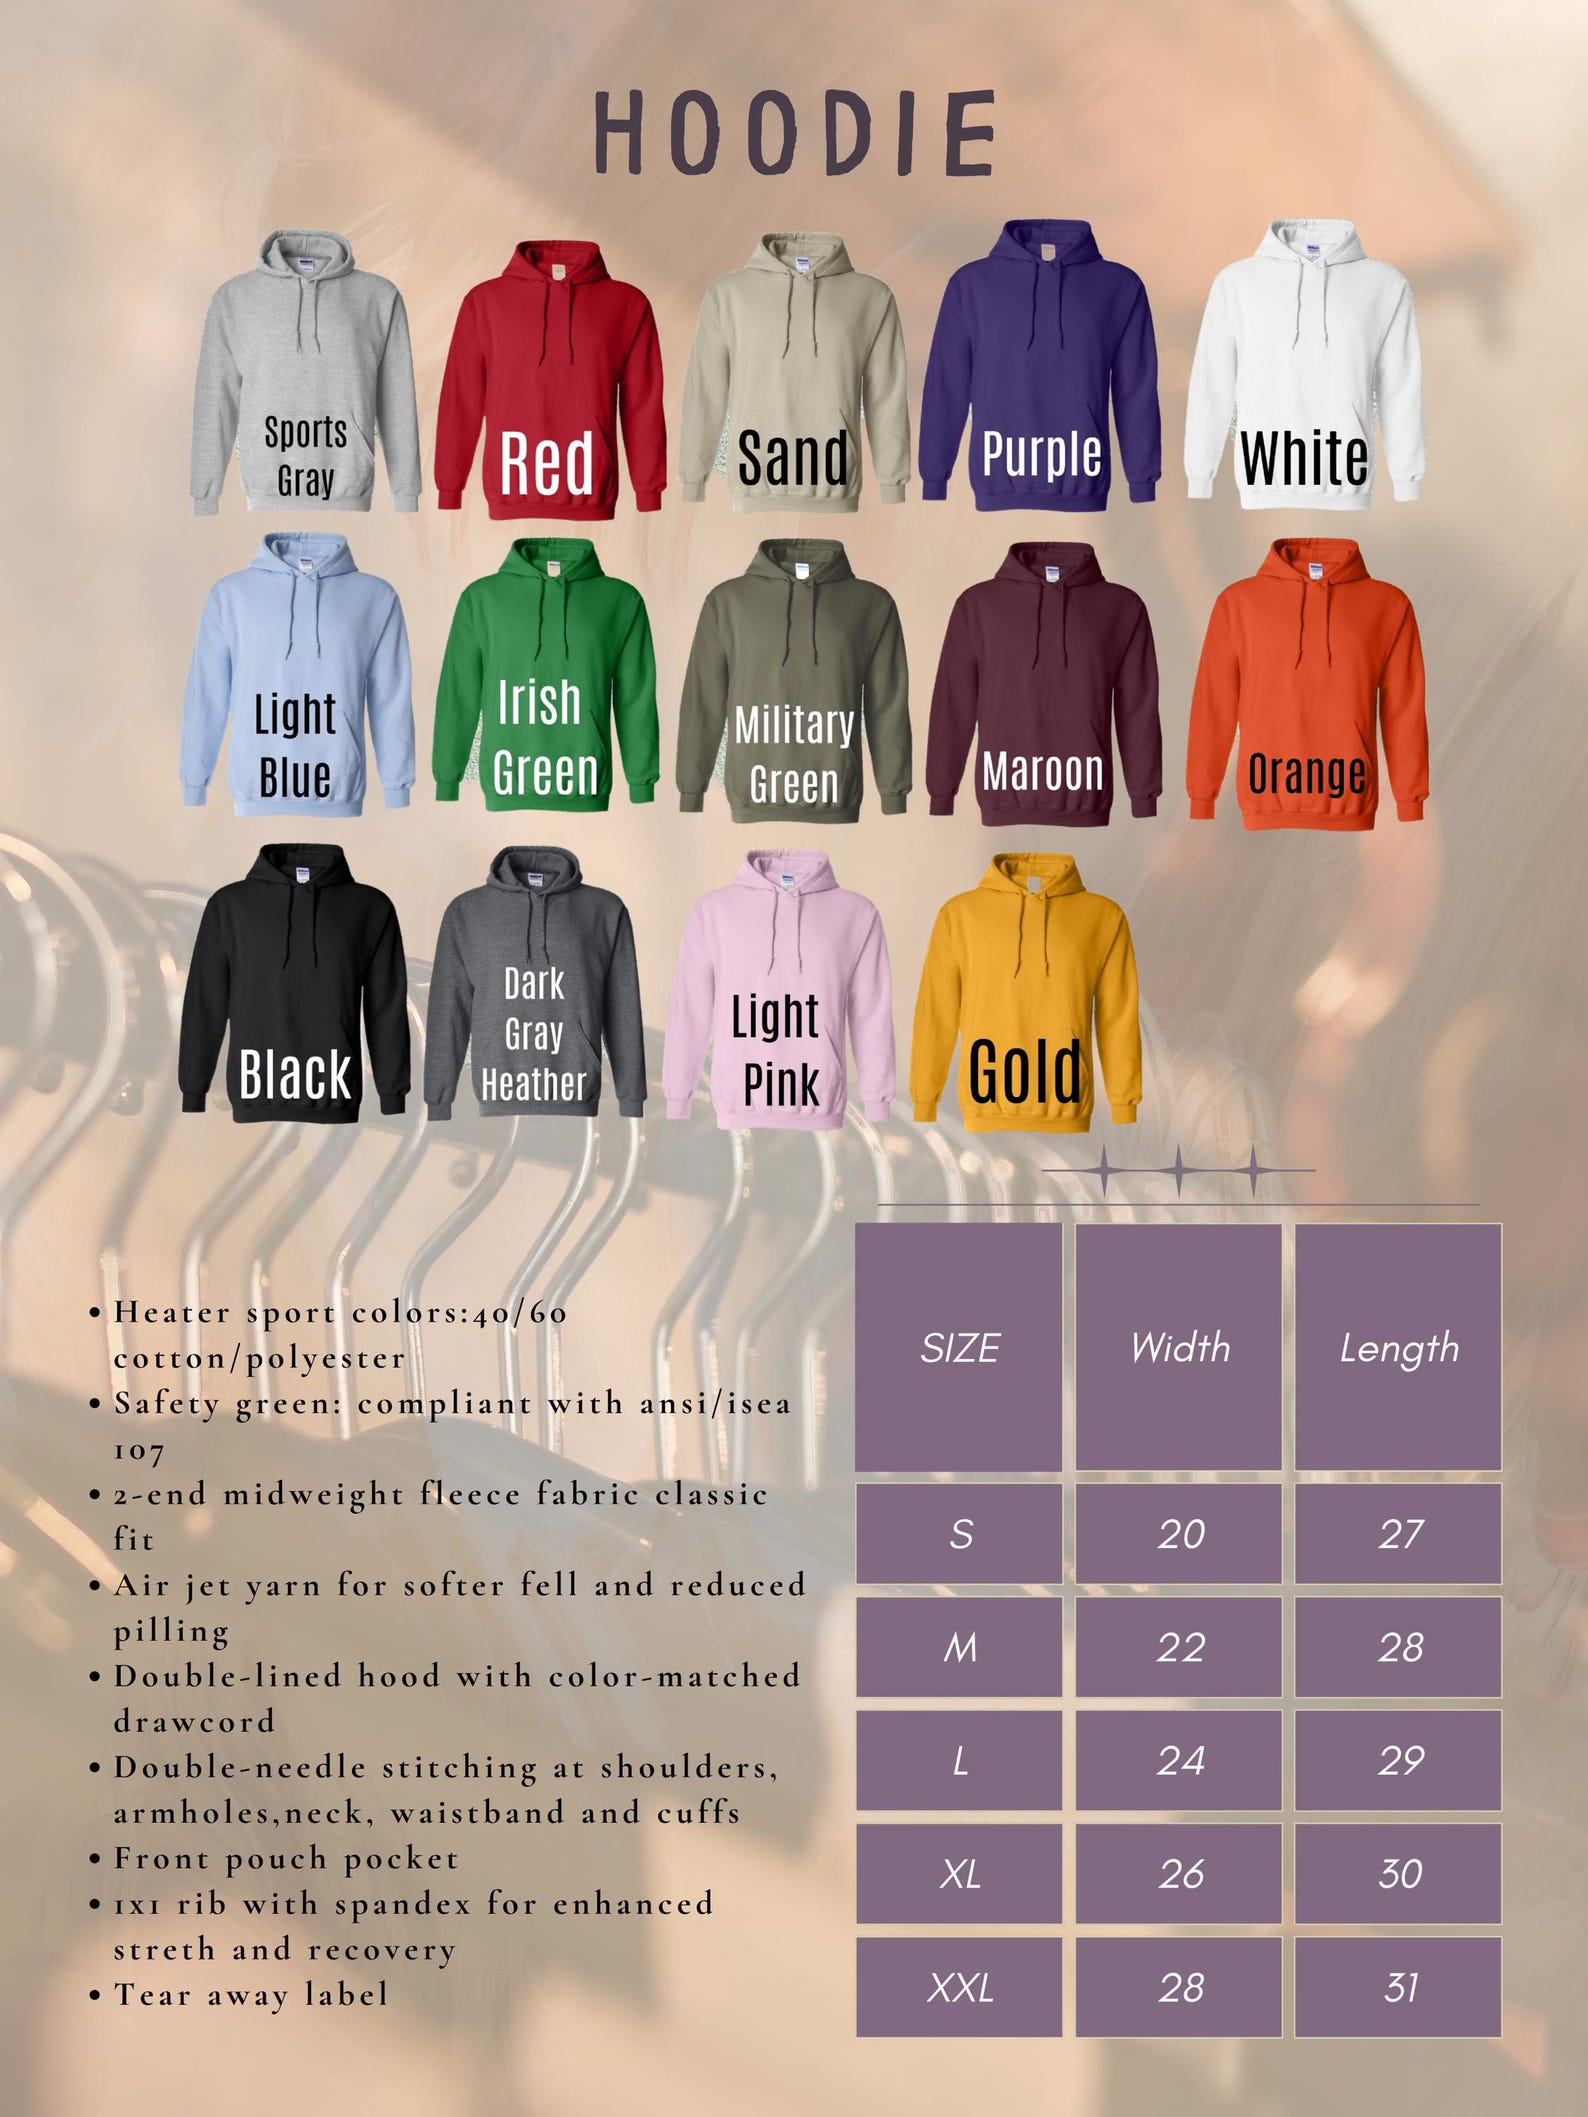 HOODIE
Sports
Gray
Red
Sand
Purple
White
Light
Blue
Irish
Green
Military
Green
Maroon
Orange
Black
Dark
Gray
Heather
Light
Pink
Gold
• Heater sport colors:40/60
cotton/polyester
• Safety green: compliant with ansi/isea
107
• 2-end midweight fleece fabric classic
fit
• Air jet yarn for softer fell and reduced
pilling
• Double-lined hood with color-matched
drawcord
• Double-needle stitching at shoulders,
armholes,neck, waistband and cuffs
• Front pouch pocket
• 1x1 rib with spandex for enhanced
streth and recovery
• Tear away label
SIZE Width Length
S 20 27
M 22 28
L 24 29
XL 26 30
XXL 28 31